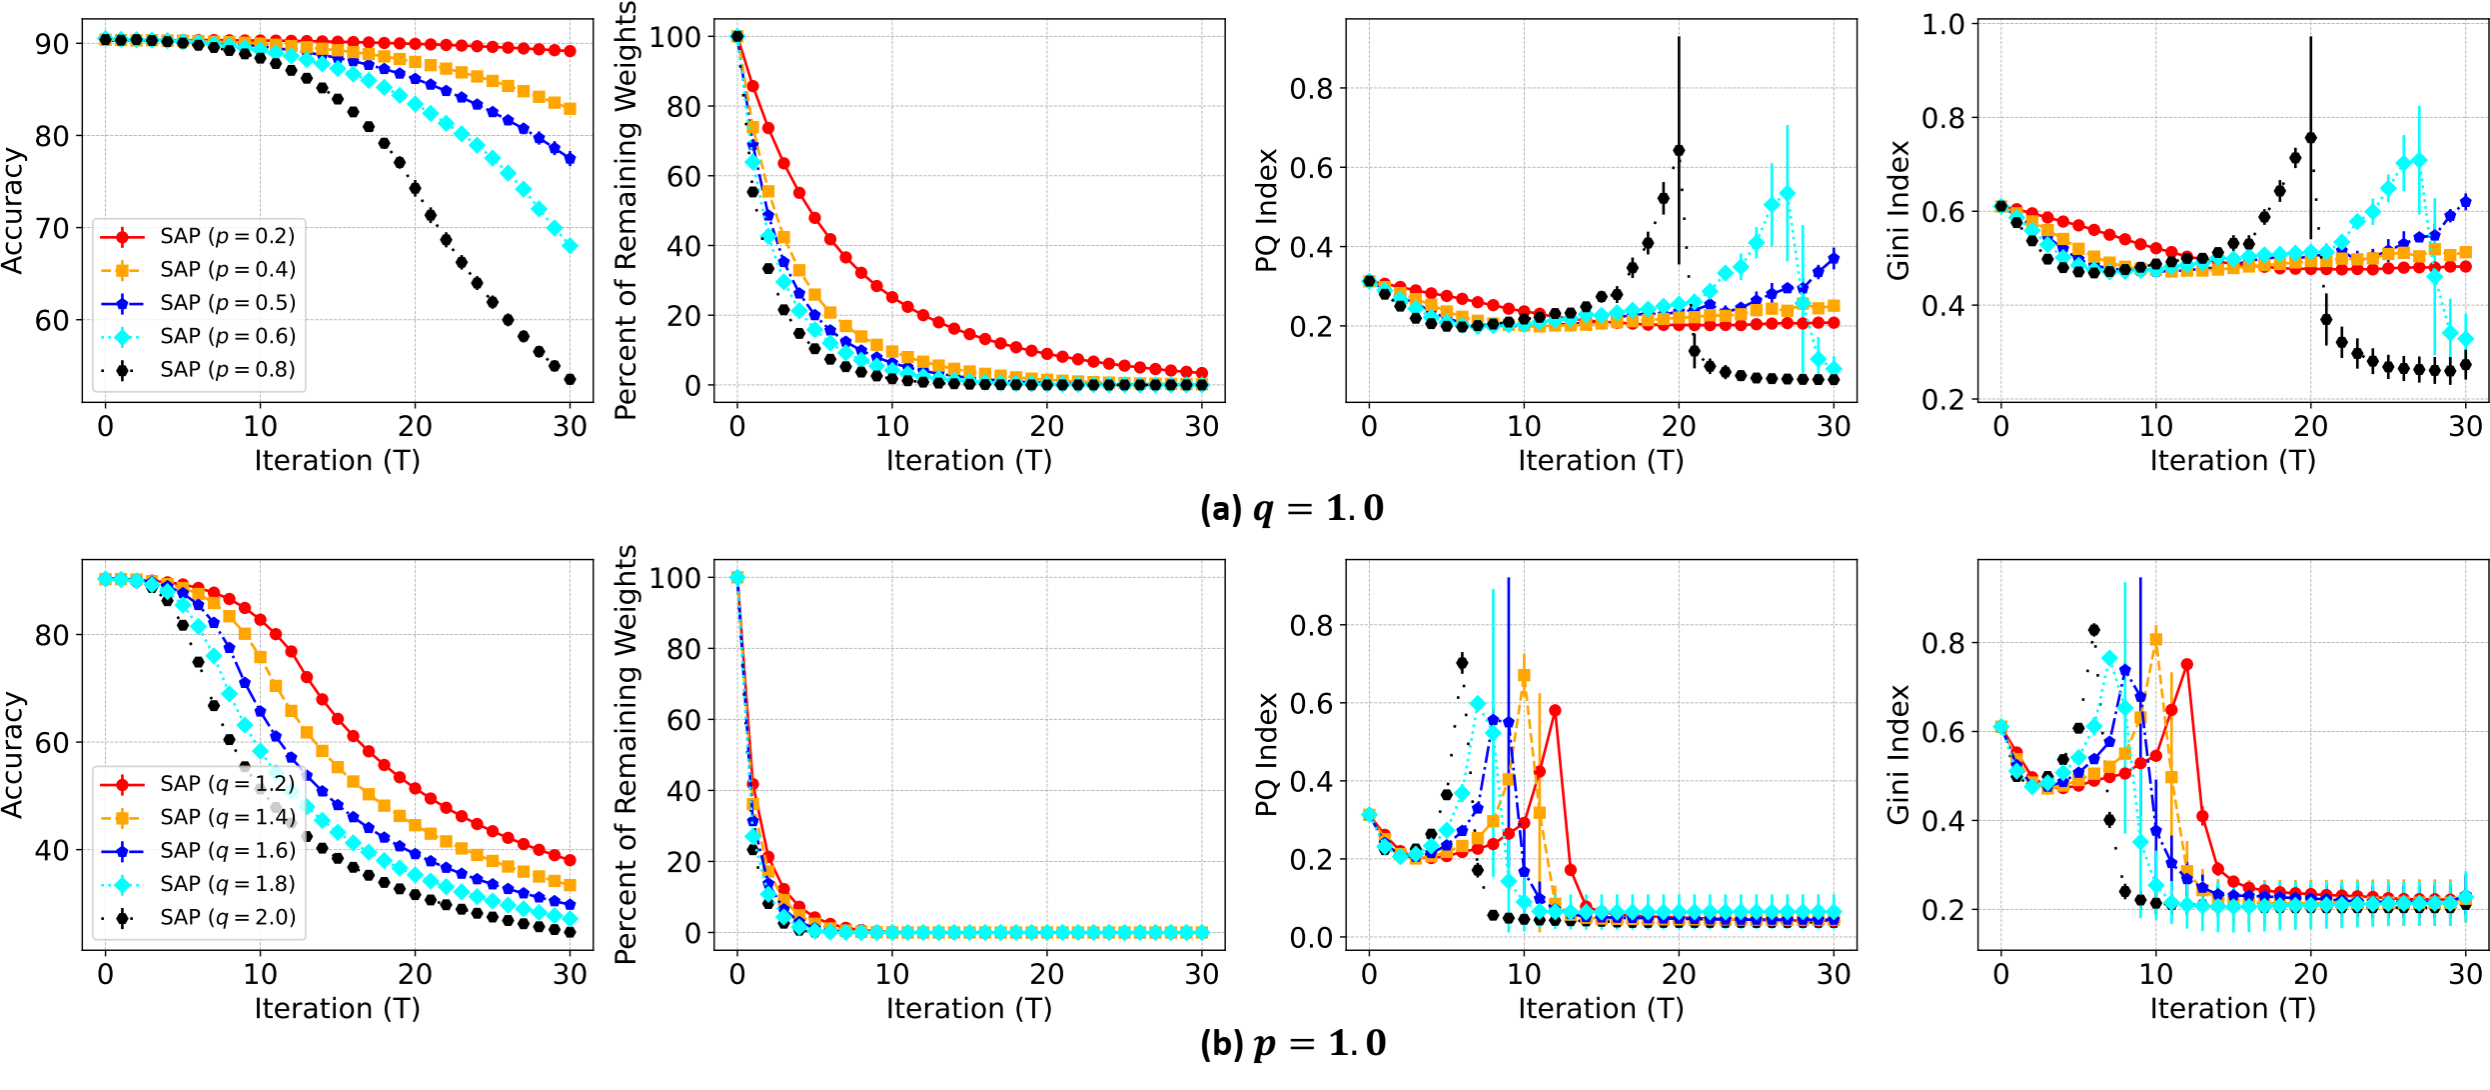 90
80
70
60
Accuracy
SAP (p = 0.2)
SAP (p = 0.4)
SAP (p = 0.5)
SAP (p = 0.6)
SAP (p = 0.8)
0 10 20 30
Iteration (T)
100
80
60
40
20
0
Percent of Remaining Weights
0 10 20 30
Iteration (T)
0.8
0.6
0.4
0.2
PQ Index
0 10 20 30
Iteration (T)
1.0
0.8
0.6
0.4
0.2
Gini Index
0 10 20 30
Iteration (T)
(a) q = 1.0
80
60
40
Accuracy
SAP (q = 1.2)
SAP (q = 1.4)
SAP (q = 1.6)
SAP (q = 1.8)
SAP (q = 2.0)
0 10 20 30
Iteration (T)
100
80
60
40
20
0
Percent of Remaining Weights
0 10 20 30
Iteration (T)
0.8
0.6
0.4
0.2
0.0
PQ Index
0 10 20 30
Iteration (T)
0.8
0.6
0.4
0.2
Gini Index
0 10 20 30
Iteration (T)
(b) p = 1.0